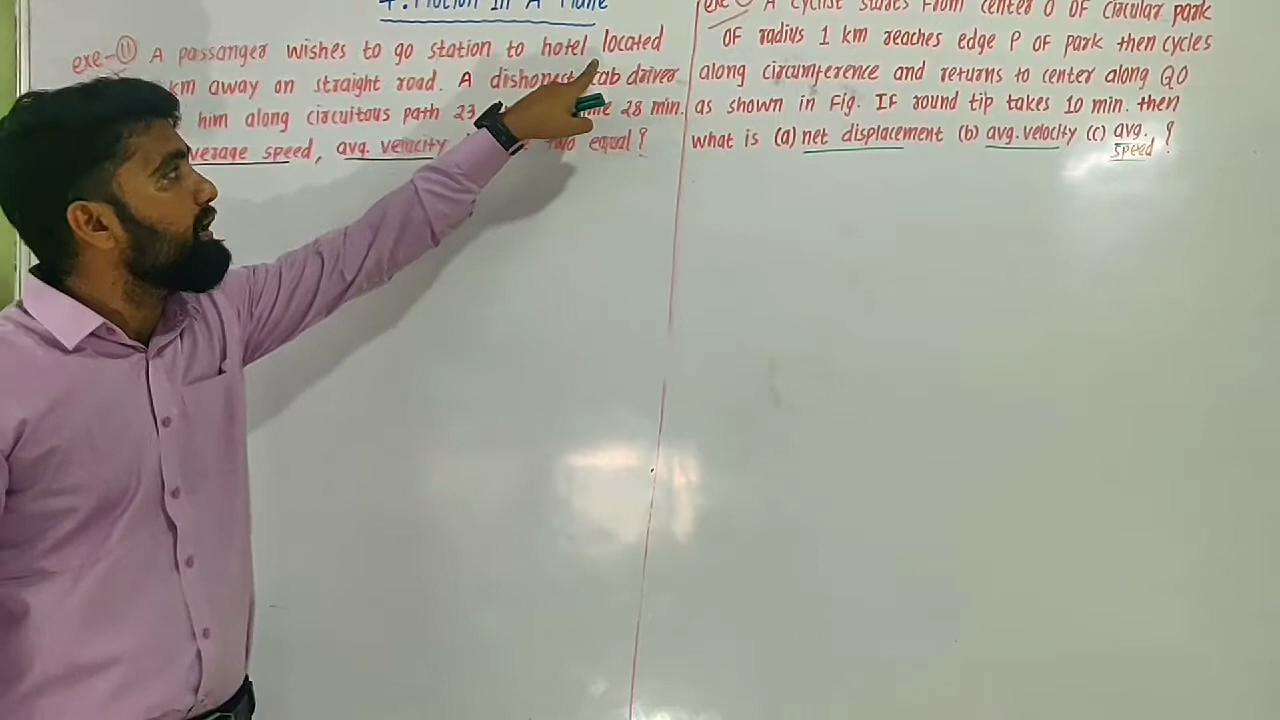 4. Motion In A Plane
exe-⑪ A passanger wishes to go station to hotel located
km away on straight road. A dishonest cab driver
him along circuitous path 23 28 min.
verage speed, avg. velocity two equal?
A cyclist starts From center O OF circular park
OF radius 1 km reaches edge P OF park then cycles
along circumference and returns to center along QO
as shown in Fig. IF round tip takes 10 min. then
what is (a) net displacement (b) avg. velocity (c) avg. speed ?